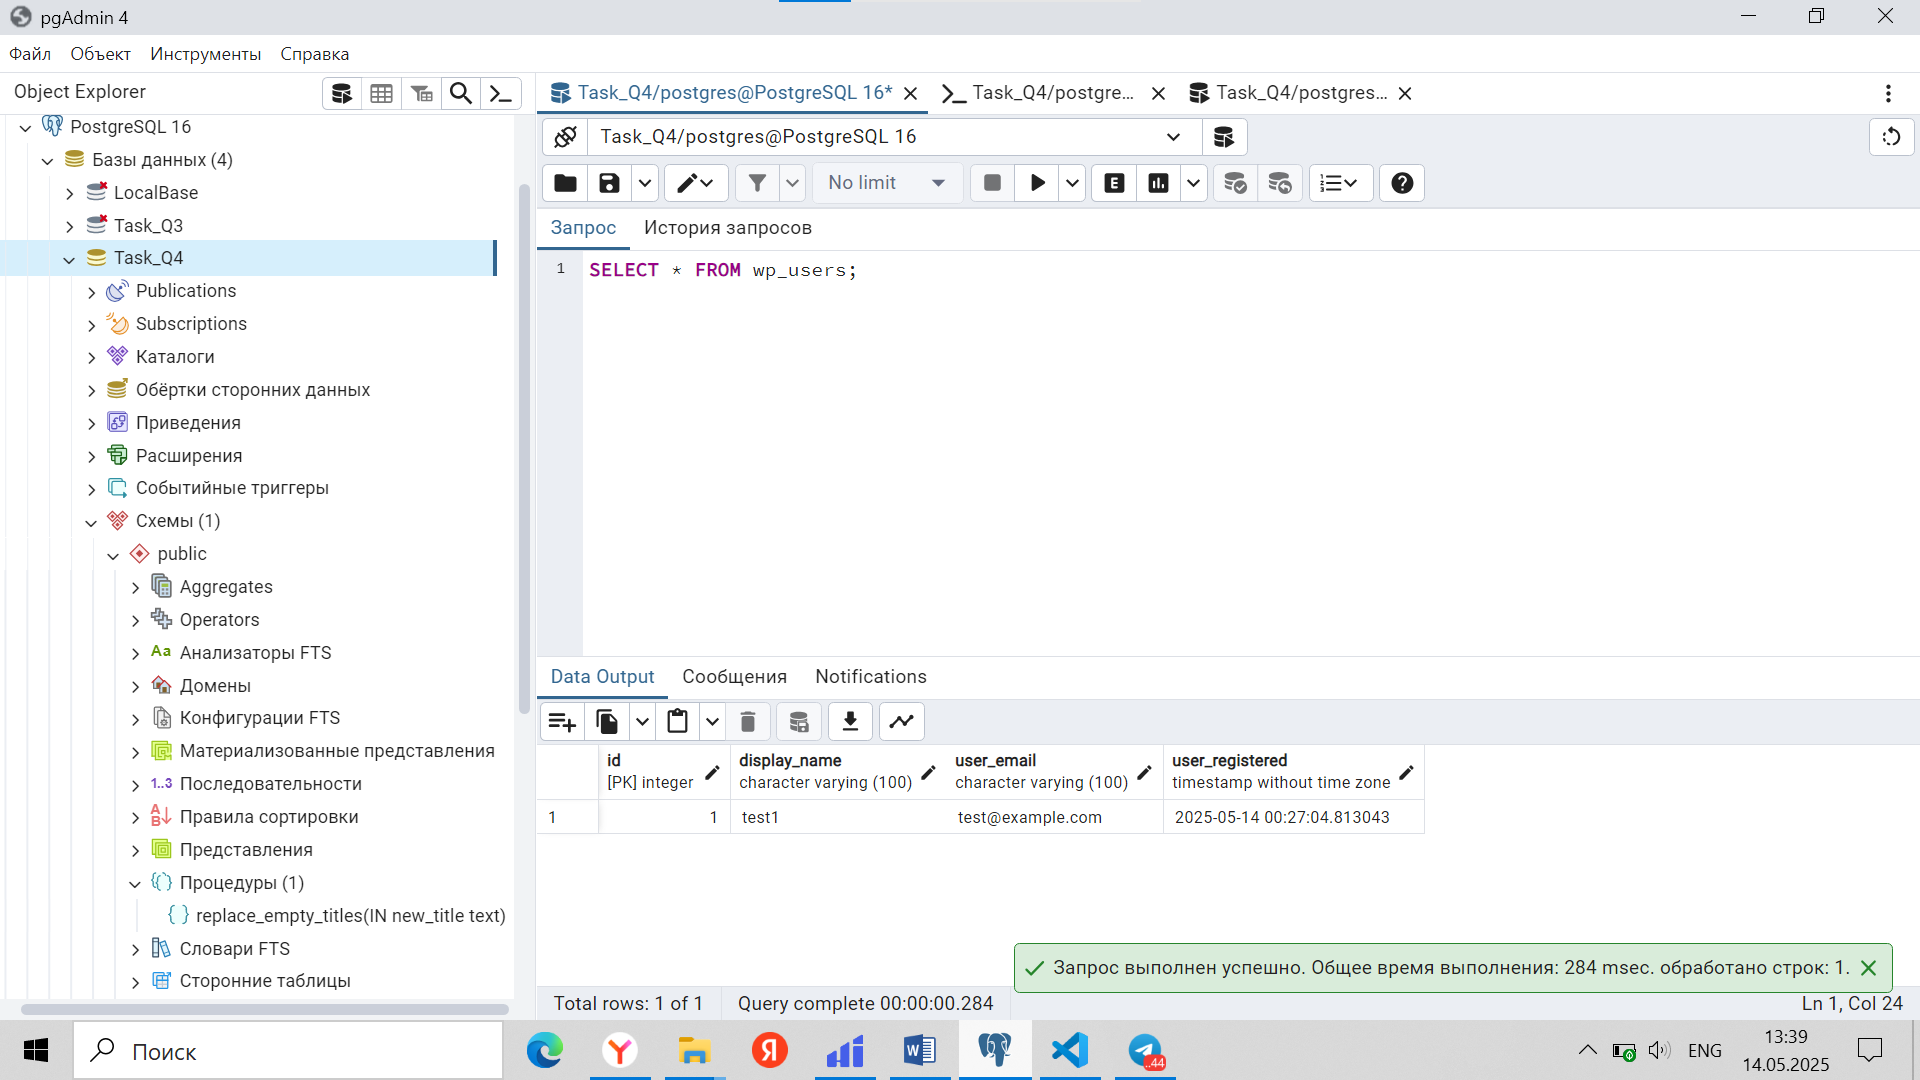 pgAdmin 4
Файл Объект Инструменты Справка
Object Explorer
PostgreSQL 16
Базы данных (4)
LocalBase
Task_Q3
Task_Q4
Publications
Subscriptions
Каталоги
Обёртки сторонних данных
Приведения
Расширения
Событийные триггеры
Схемы (1)
public
Aggregates
Operators
Aa Анализаторы FTS
Домены
Конфигурации FTS
Материализованные представления
1..3 Последовательности
Правила сортировки
Представления
Процедуры (1)
replace_empty_titles(IN new_title text)
Словари FTS
Сторонние таблицы
Task_Q4/postgres@PostgreSQL 16* Task_Q4/postgre... Task_Q4/postgres...
Task_Q4/postgres@PostgreSQL 16
No limit
E
Запрос История запросов
1 SELECT * FROM wp_users;
Data Output Сообщения Notifications
id display_name user_email user_registered
[PK] integer character varying (100) character varying (100) timestamp without time zone
1 1 test1 test@example.com 2025-05-14 00:27:04.813043
Запрос выполнен успешно. Общее время выполнения: 284 msec. обработано строк: 1.
Total rows: 1 of 1 Query complete 00:00:00.284 Ln 1, Col 24
Поиск
Y
Я
W
..44
ENG
13:39
14.05.2025